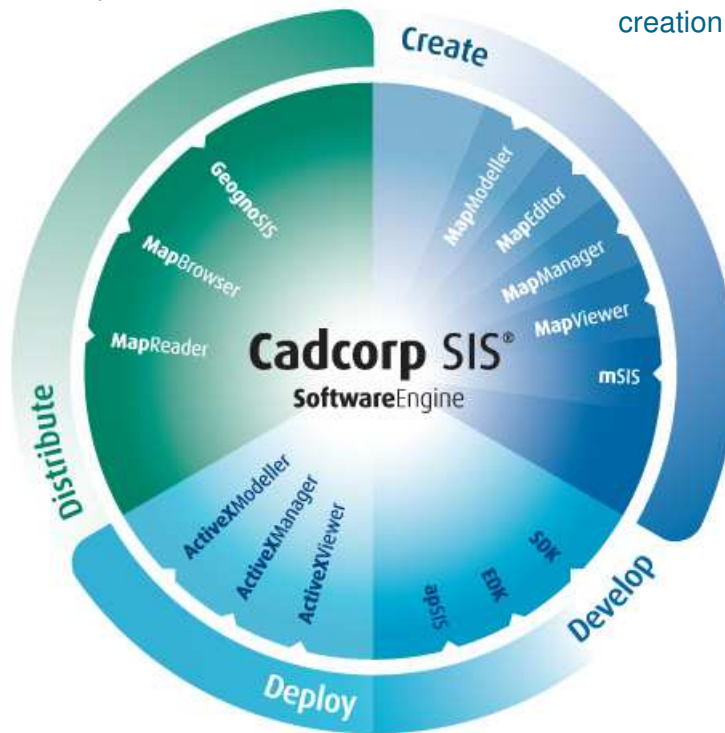 creation
Create
MapModeller
MapEditor
MapManager
MapViewer
mSIS
GeognoSIS
MapBrowser
MapReader
Cadcorp SIS®
SoftwareEngine
Distribute
ActiveXModeller
ActiveXManager
ActiveXViewer
apSIS
EDK
SDK
Develop
Deploy